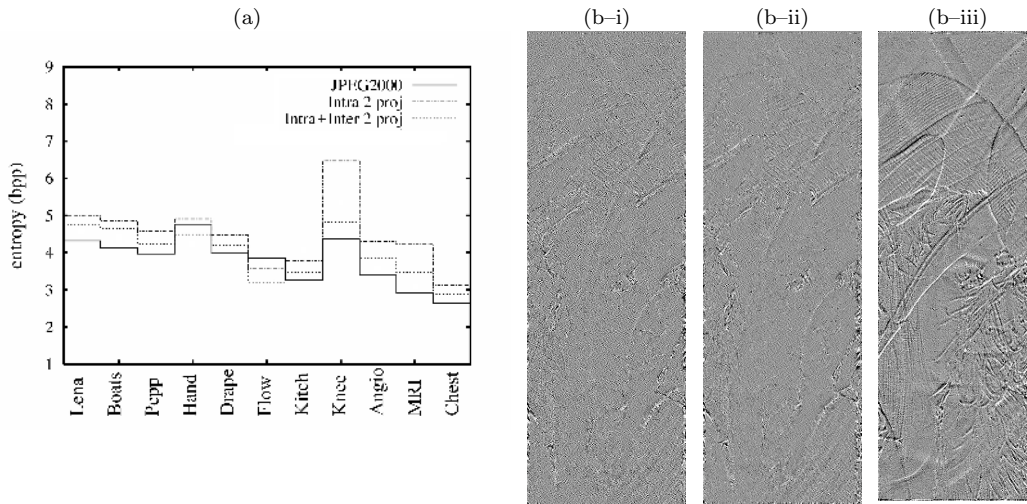 (a)
(b–i)
(b–ii)
(b–iii)
9
8
7
6
5
4
3
2
1
entropy (bpp)
JPEG2000
Intra 2 proj
Intra+Inter 2 proj
Lena
Boats
Pepp
Hand
Drape
Flow
Kitch
Knee
Angio
MRI
Chest